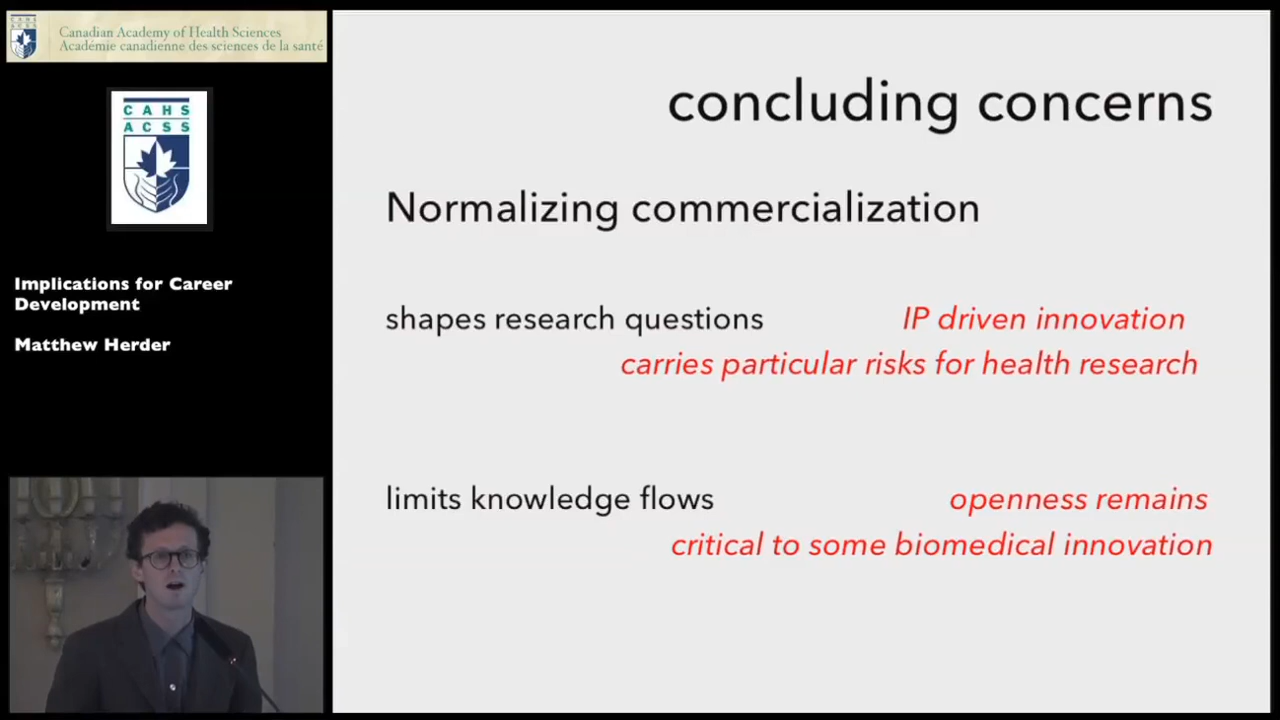 Canadian Academy of Health Sciences
Académie canadienne des sciences de la santé
CAHS
ACSS
Implications for Career
Development
Matthew Herder
concluding concerns
Normalizing commercialization
shapes research questions IP driven innovation
carries particular risks for health research
limits knowledge flows openness remains
critical to some biomedical innovation